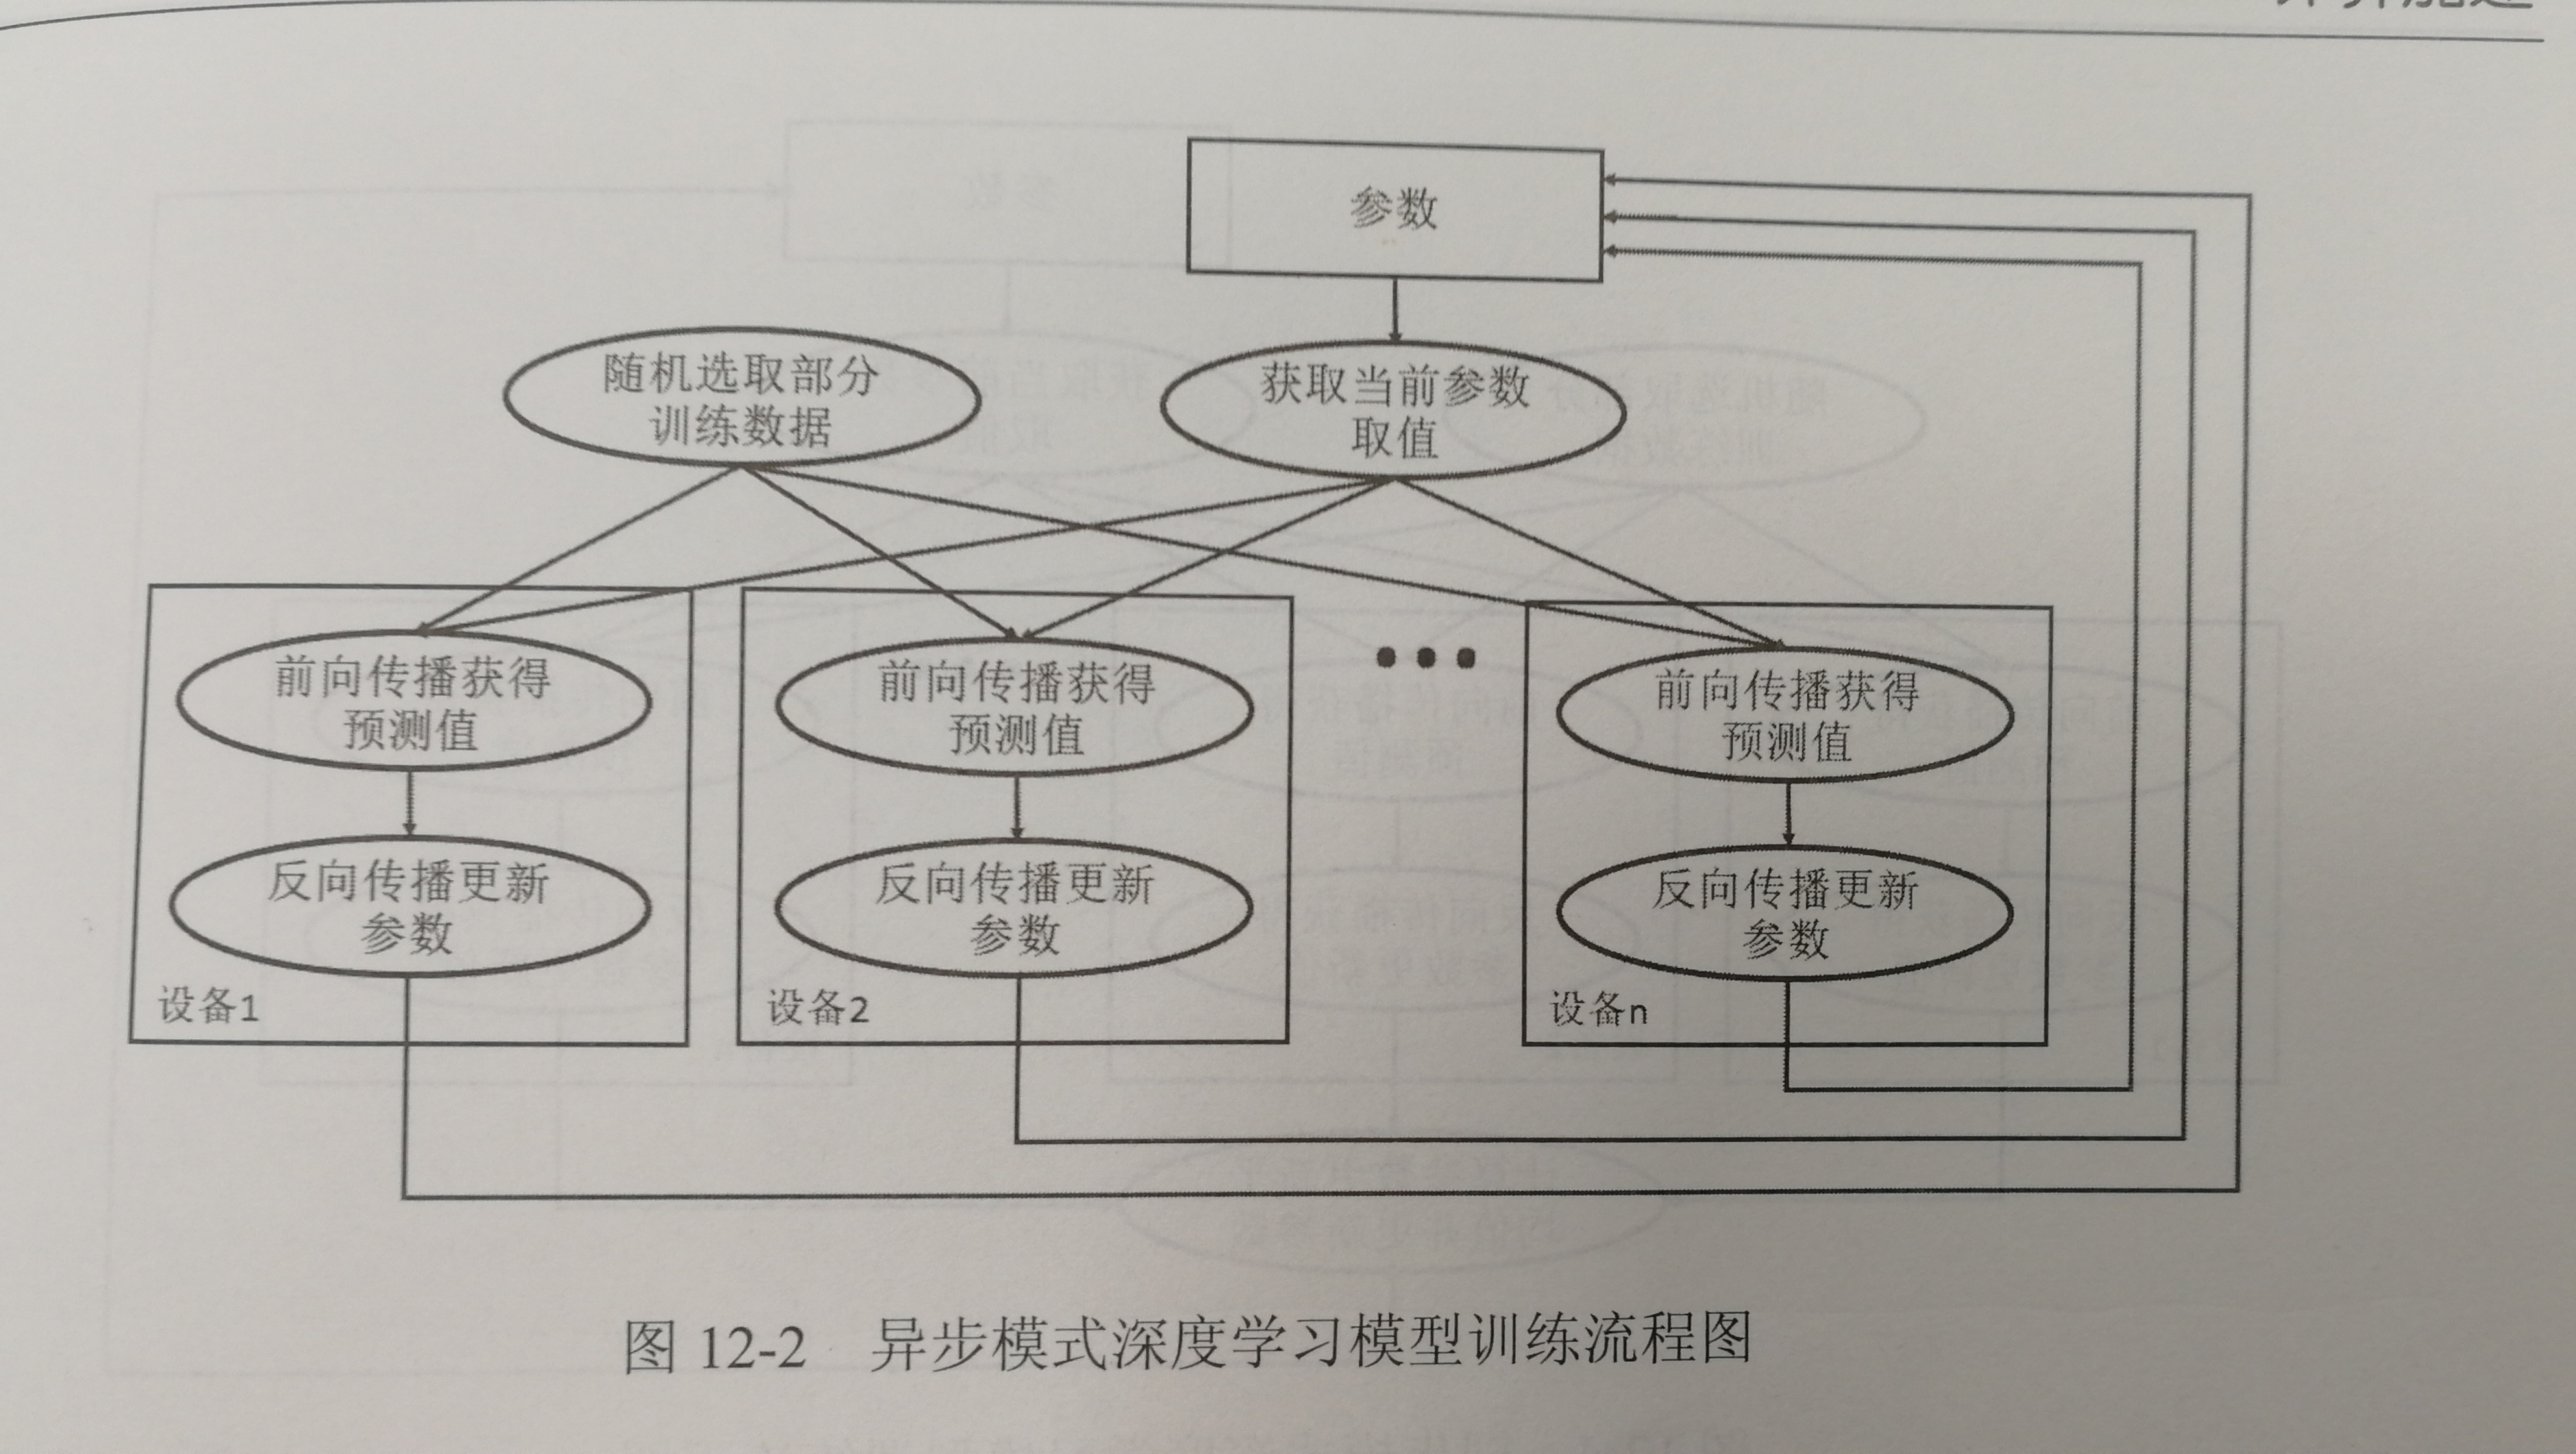 参数
随机选取部分
训练数据
获取当前参数
取值
前向传播获得
预测值
前向传播获得
预测值
前向传播获得
预测值
反向传播更新
参数
反向传播更新
参数
反向传播更新
参数
设备1
设备2
设备n
图 12-2 异步模式深度学习模型训练流程图